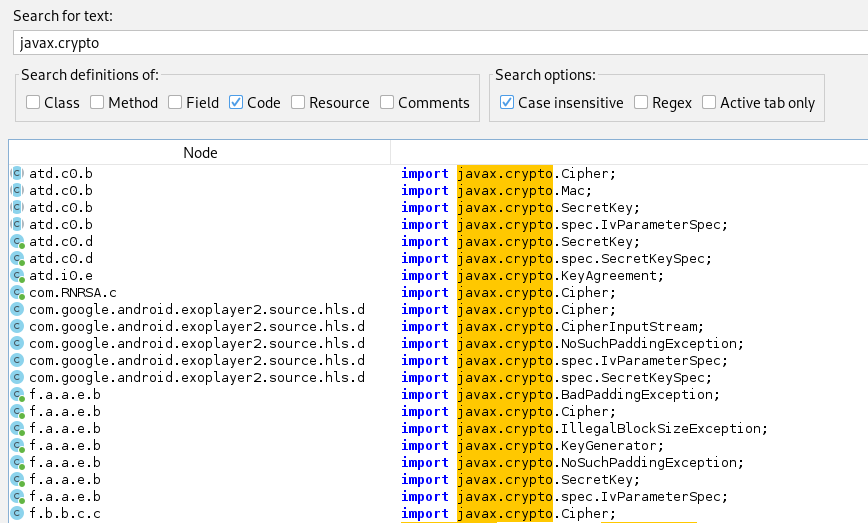 Search for text:
javax.crypto
Search definitions of:
Search options:
Class Method Field Code Resource Comments
Case insensitive Regex Active tab only
Node
atd.c0.b import javax.crypto.Cipher;
atd.c0.b import javax.crypto.Mac;
atd.c0.b import javax.crypto.SecretKey;
atd.c0.b import javax.crypto.spec.IvParameterSpec;
atd.c0.d import javax.crypto.SecretKey;
atd.c0.d import javax.crypto.spec.SecretKeySpec;
atd.i0.e import javax.crypto.KeyAgreement;
com.RNRSA.c import javax.crypto.Cipher;
com.google.android.exoplayer2.source.hls.d import javax.crypto.Cipher;
com.google.android.exoplayer2.source.hls.d import javax.crypto.CipherInputStream;
com.google.android.exoplayer2.source.hls.d import javax.crypto.NoSuchPaddingException;
com.google.android.exoplayer2.source.hls.d import javax.crypto.spec.IvParameterSpec;
com.google.android.exoplayer2.source.hls.d import javax.crypto.spec.SecretKeySpec;
f.a.a.e.b import javax.crypto.BadPaddingException;
f.a.a.e.b import javax.crypto.Cipher;
f.a.a.e.b import javax.crypto.IllegalBlockSizeException;
f.a.a.e.b import javax.crypto.KeyGenerator;
f.a.a.e.b import javax.crypto.NoSuchPaddingException;
f.a.a.e.b import javax.crypto.SecretKey;
f.a.a.e.b import javax.crypto.spec.IvParameterSpec;
f.b.b.c.c import javax.crypto.Cipher;